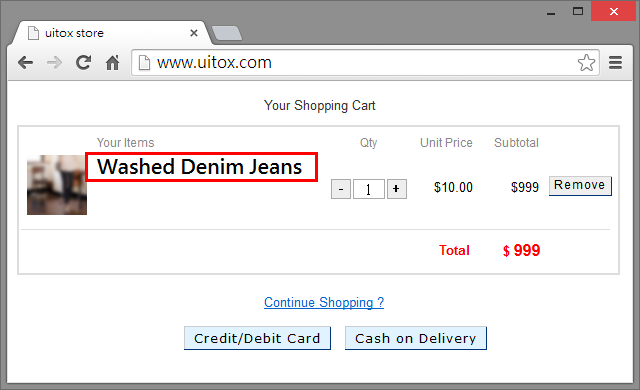 uitox store
www.uitox.com
Your Shopping Cart
Your Items Qty Unit Price Subtotal
Washed Denim Jeans
- 1 + $10.00 $999 Remove
Total $ 999
Continue Shopping ?
Credit/Debit Card Cash on Delivery